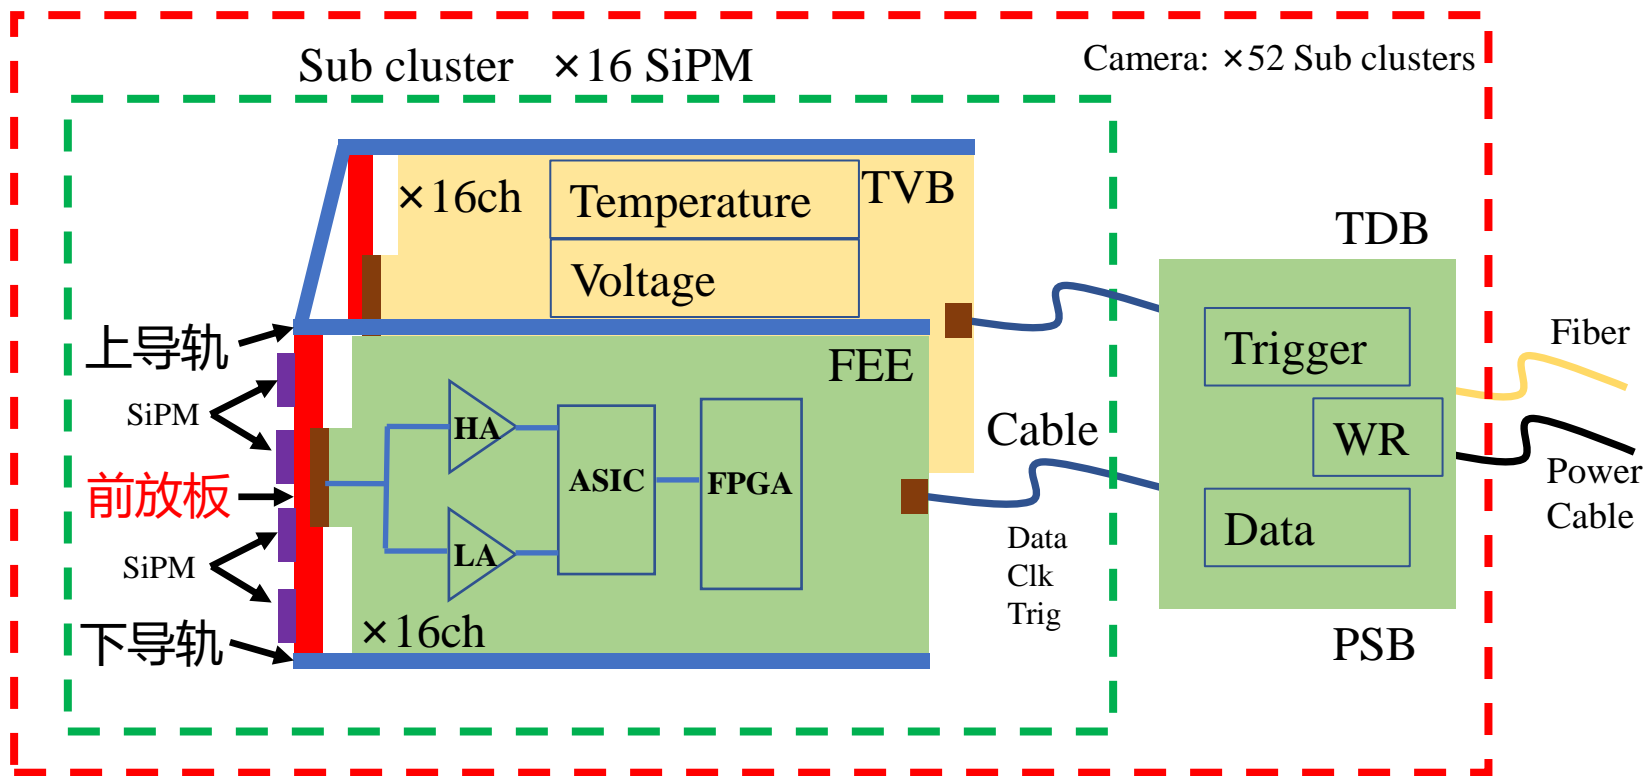 Sub cluster ×16 SiPM
Camera: ×52 Sub clusters
×16ch
Temperature
TVB
Voltage
TDB
上导轨
FEE
Trigger
Fiber
SiPM
HA
Cable
WR
前放板
ASIC
FPGA
Power
Cable
Data
SiPM
LA
Data
Clk
Trig
下导轨
×16ch
PSB